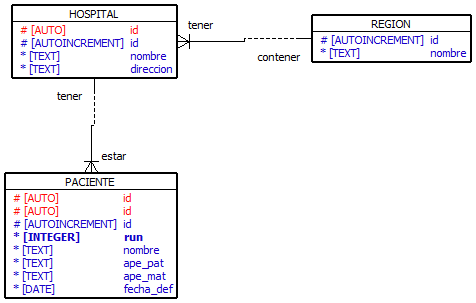 HOSPITAL
# [AUTO] id
# [AUTOINCREMENT] id
* [TEXT] nombre
* [TEXT] direccion
tener
contener
REGION
# [AUTOINCREMENT] id
* [TEXT] nombre
tener
estar
PACIENTE
# [AUTO] id
# [AUTO] id
# [AUTOINCREMENT] id
* [INTEGER] run
* [TEXT] nombre
* [TEXT] ape_pat
* [TEXT] ape_mat
* [DATE] fecha_def